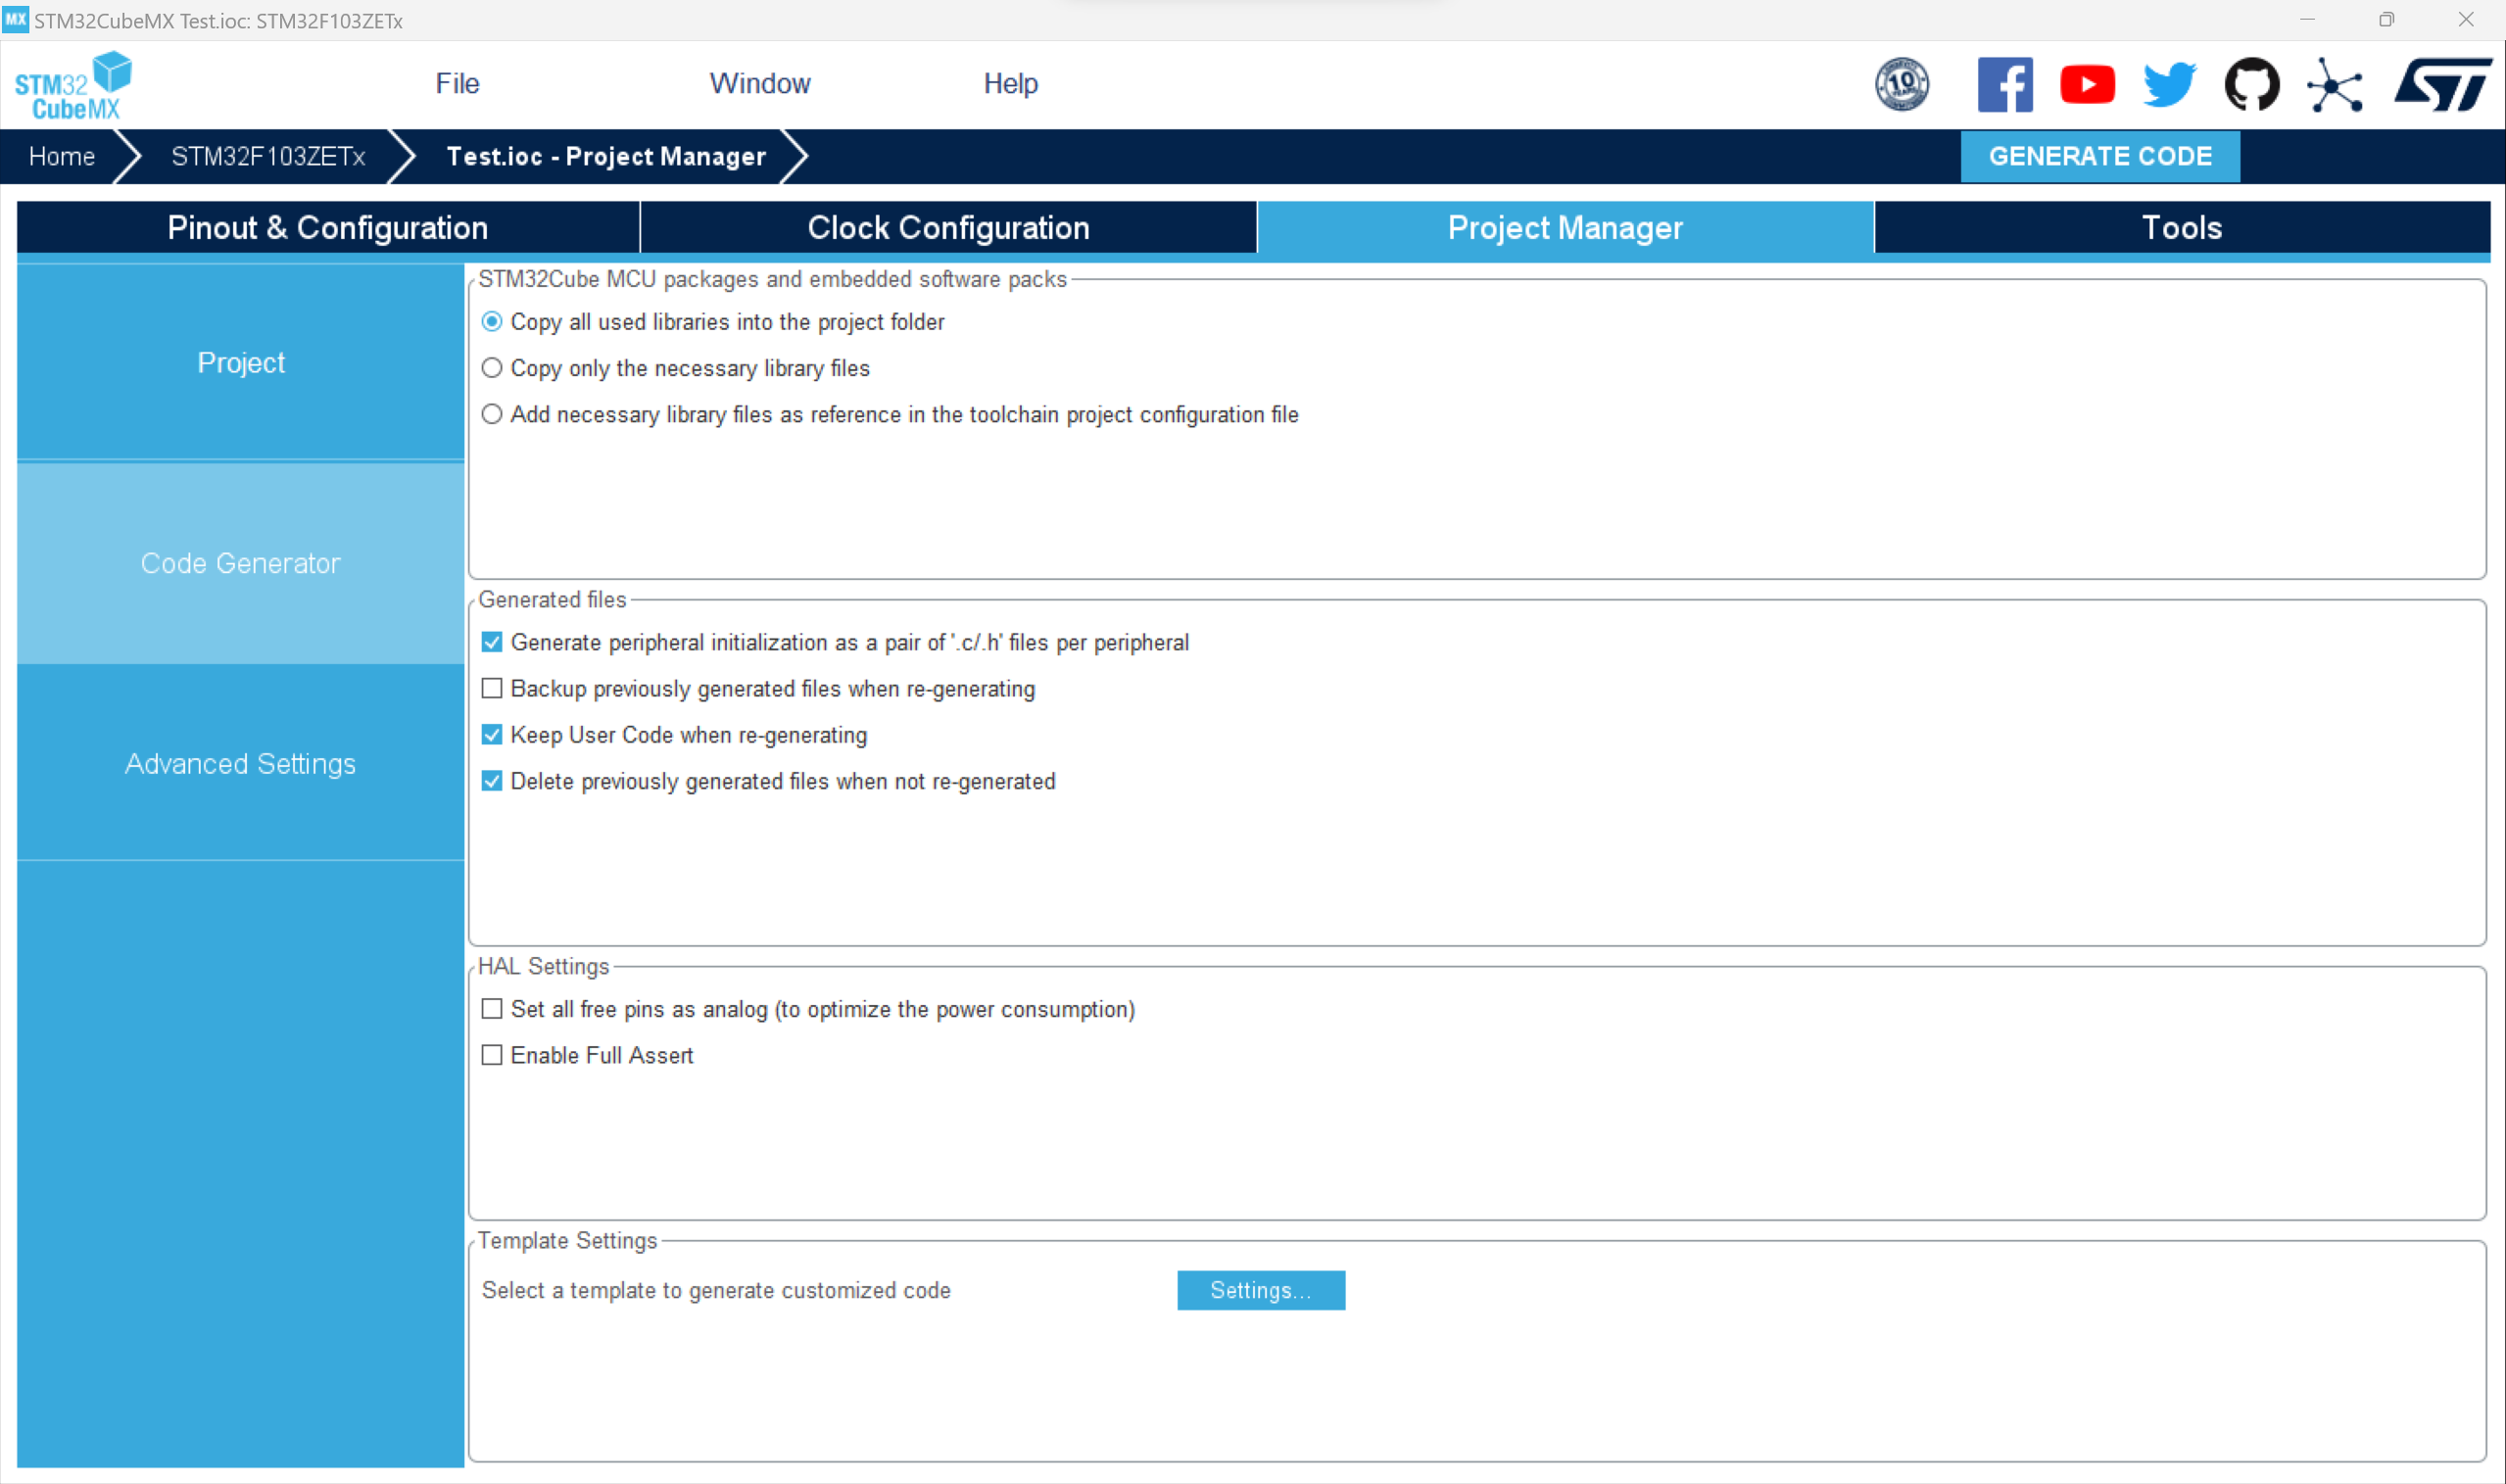 MX STM32CubeMX Test.ioc: STM32F103ZETx
STM32
CubeMX
File Window Help
10
YEARS
f
ST
Home STM32F103ZETx Test.ioc - Project Manager GENERATE CODE
Pinout & Configuration Clock Configuration Project Manager Tools
Project
Code Generator
Advanced Settings
STM32Cube MCU packages and embedded software packs
Copy all used libraries into the project folder
Copy only the necessary library files
Add necessary library files as reference in the toolchain project configuration file
Generated files
Generate peripheral initialization as a pair of '.c/.h' files per peripheral
Backup previously generated files when re-generating
Keep User Code when re-generating
Delete previously generated files when not re-generated
HAL Settings
Set all free pins as analog (to optimize the power consumption)
Enable Full Assert
Template Settings
Select a template to generate customized code Settings...